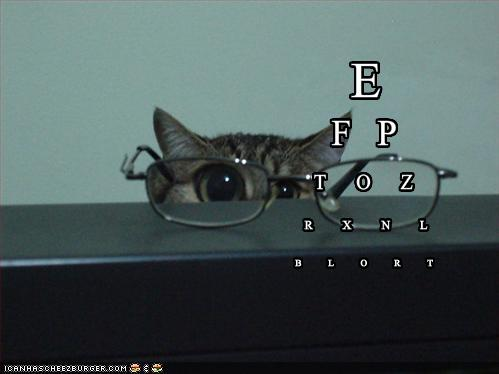 E
F P
T O Z
R X N L
B L O R T
ICANHASCHEEZBURGER.COM